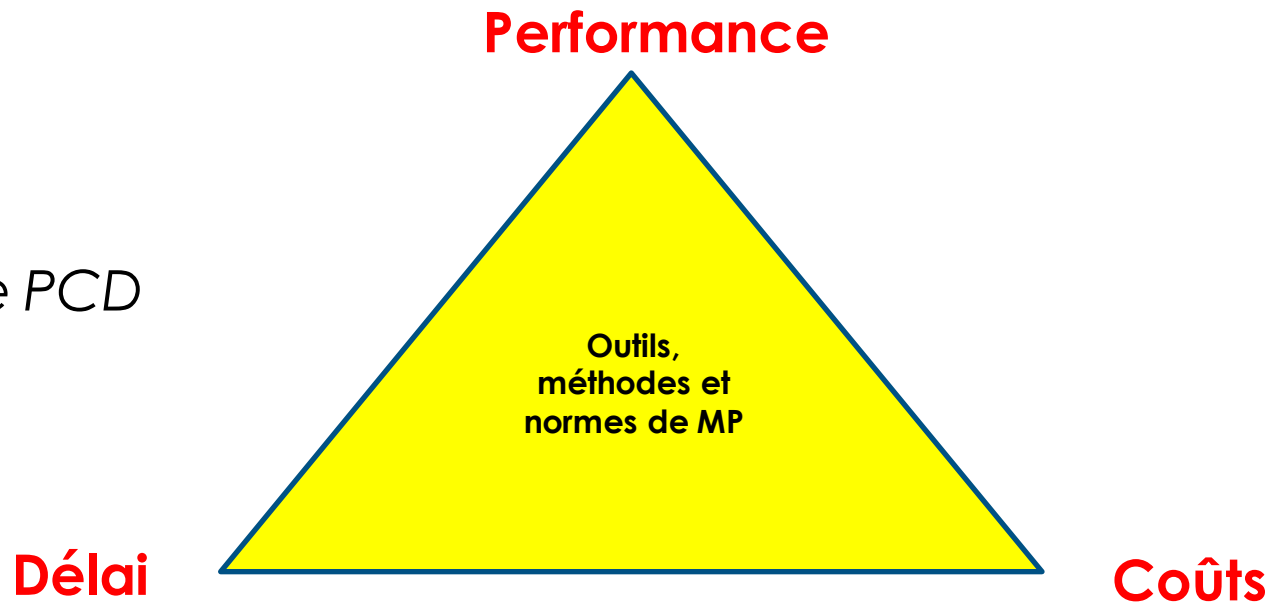 Performance
e PCD
Outils,
méthodes et
normes de MP
Délai
Coûts